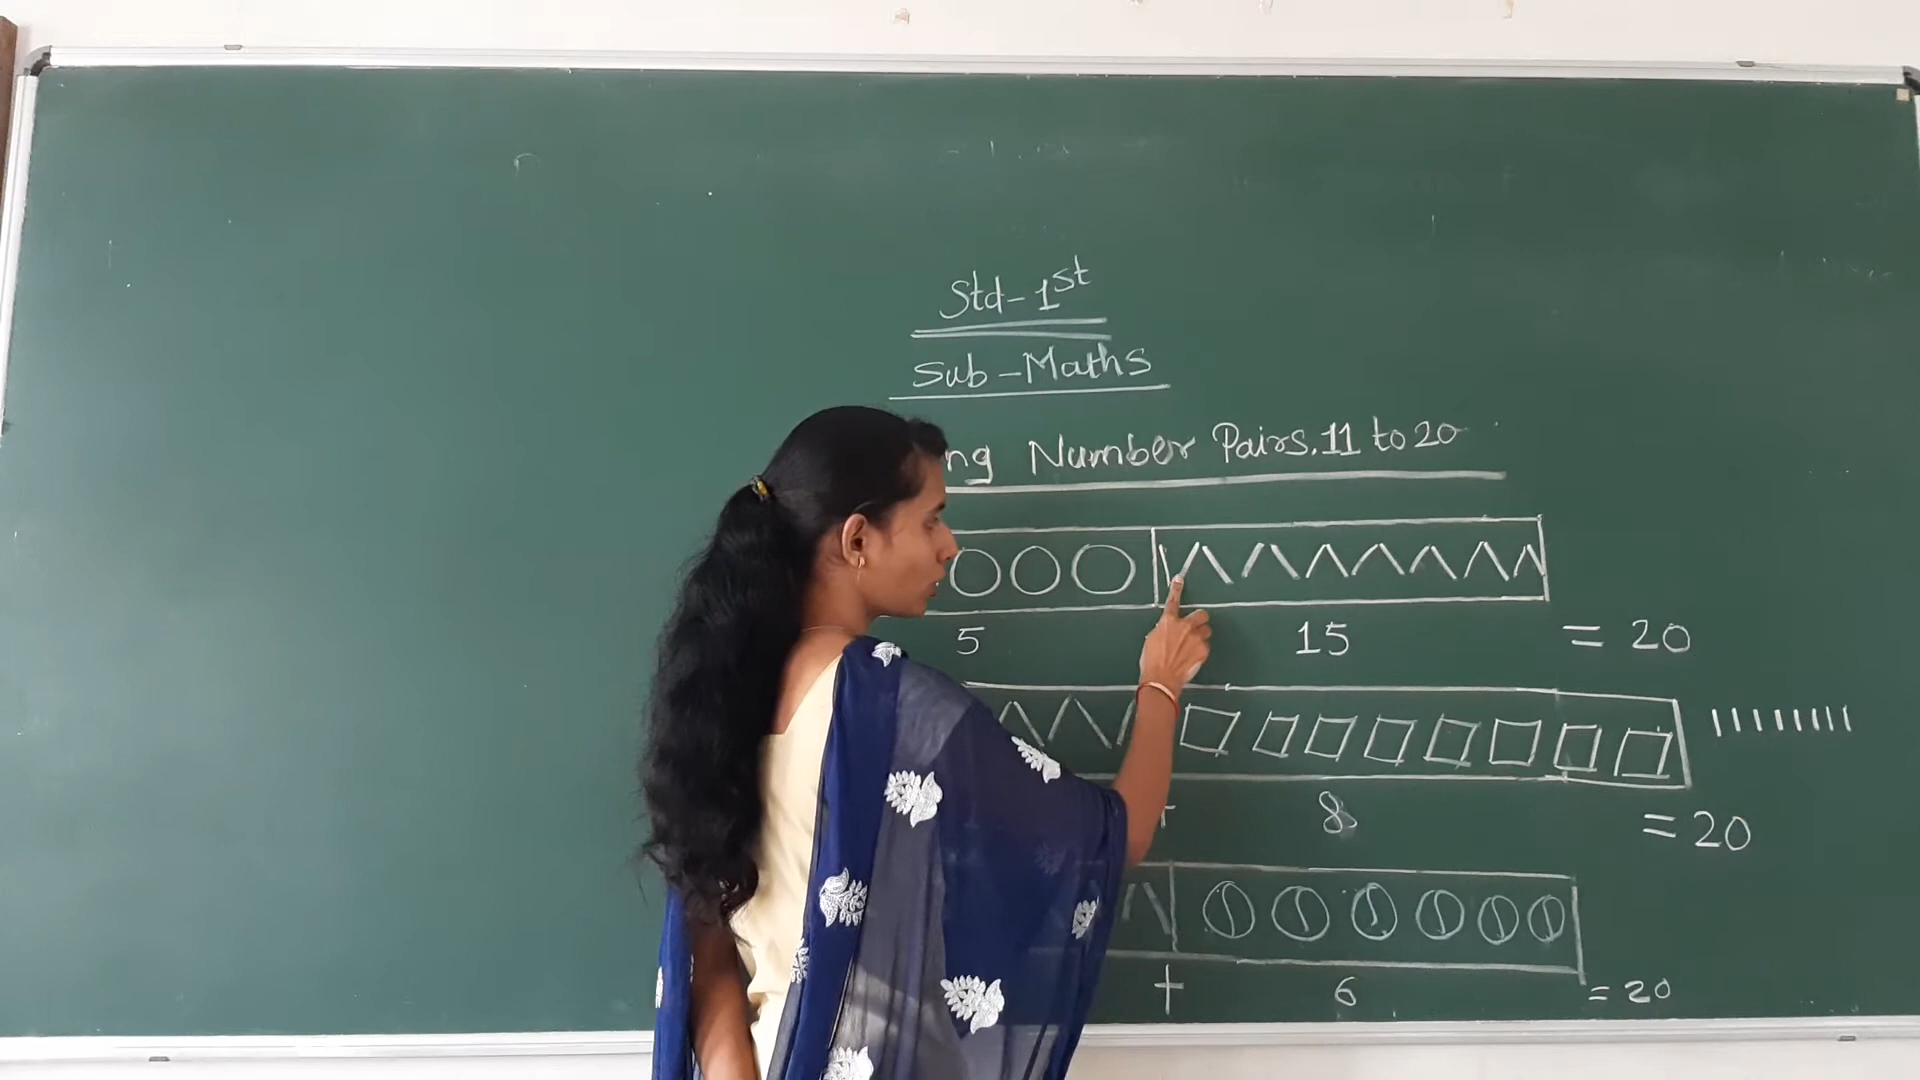 Std-1st
Sub-Maths
ng Number Pairs.11 to 20
5 15 = 20
+ 8 = 20
+ 6 = 20